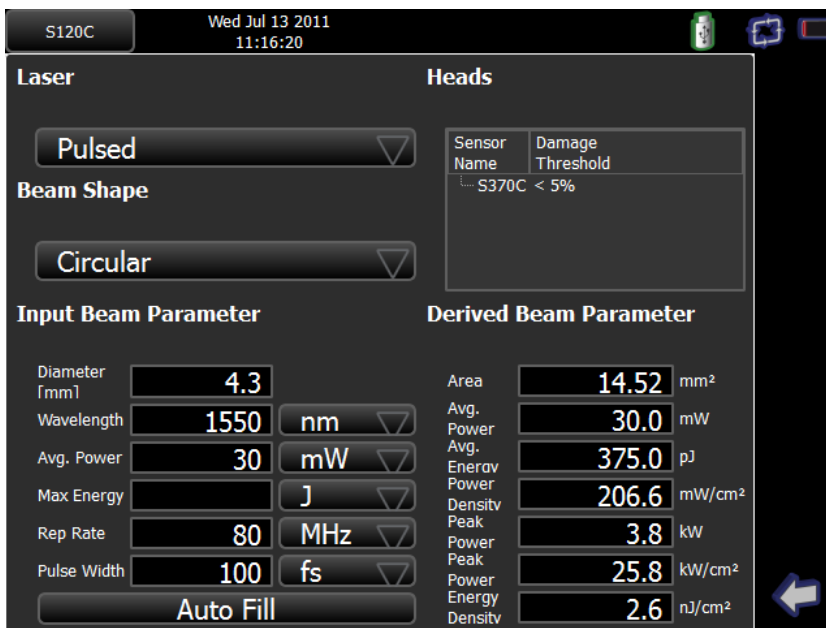 S120C
Wed Jul 13 2011
11:16:20
Laser
Pulsed
Beam Shape
Circular
Heads
Sensor Name Damage Threshold
S370C < 5%
Input Beam Parameter
Diameter [mm] 4.3
Wavelength 1550 nm
Avg. Power 30 mW
Max Energy J
Rep Rate 80 MHz
Pulse Width 100 fs
Auto Fill
Derived Beam Parameter
Area 14.52 mm²
Avg. Power 30.0 mW
Avg. Energy 375.0 pJ
Power Density 206.6 mW/cm²
Peak Power 3.8 kW
Peak Power 25.8 kW/cm²
Energy Density 2.6 nJ/cm²